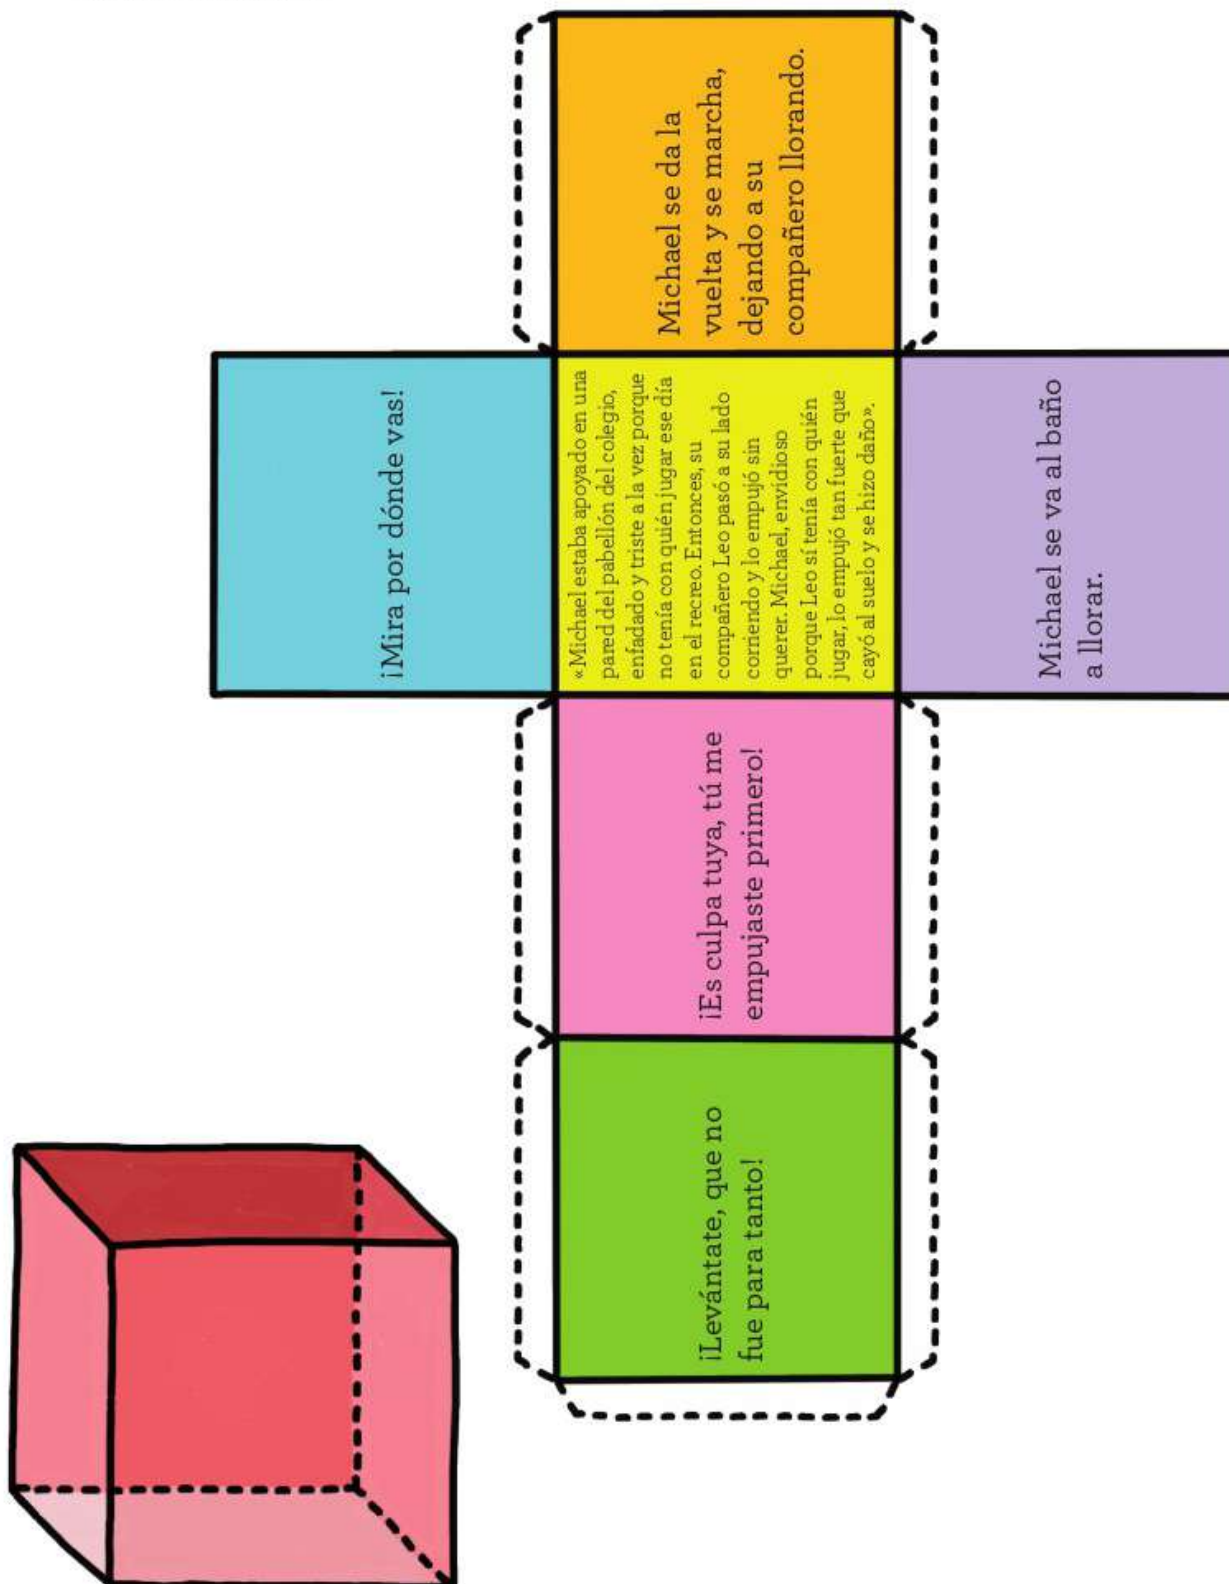 ¡Mira por dónde vas!
¡Levántate, que no
fue para tanto!
¡Es culpa tuya, tú me
empujaste primero!
«Michael estaba apoyado en una
pared del pabellón del colegio,
enfadado y triste a la vez porque
no tenía con quién jugar ese día
en el recreo. Entonces, su
compañero Leo pasó a su lado
corriendo y lo empujó sin
querer. Michael, envidioso
porque Leo sí tenía con quién
jugar, lo empujó tan fuerte que
cayó al suelo y se hizo daño».
Michael se da la
vuelta y se marcha,
dejando a su
compañero llorando.
Michael se va al baño
a llorar.